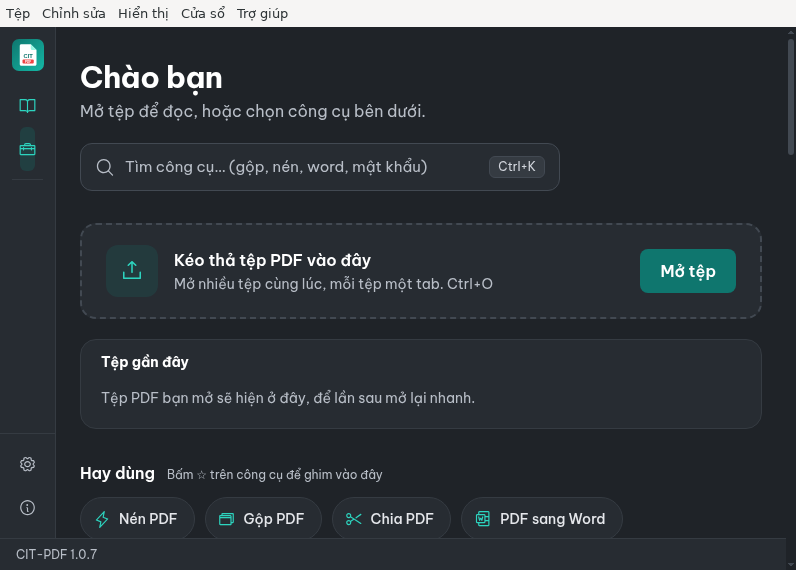 Tệp Chỉnh sửa Hiển thị Cửa sổ Trợ giúp
CIT
PDF
Chào bạn
Mở tệp để đọc, hoặc chọn công cụ bên dưới.
Tìm công cụ... (gộp, nén, word, mật khẩu) Ctrl+K
Kéo thả tệp PDF vào đây
Mở nhiều tệp cùng lúc, mỗi tệp một tab. Ctrl+O
Mở tệp
Tệp gần đây
Tệp PDF bạn mở sẽ hiện ở đây, để lần sau mở lại nhanh.
Hay dùng Bấm ☆ trên công cụ để ghim vào đây
Nén PDF Gộp PDF Chia PDF PDF sang Word
CIT-PDF 1.0.7